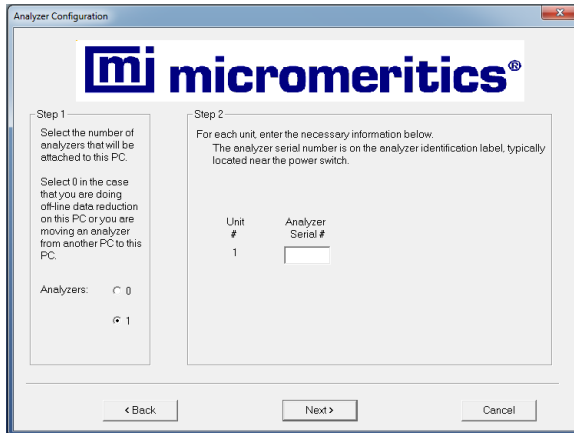 Analyzer Configuration
mi micromeritics®
Step 1
Select the number of
analyzers that will be
attached to this PC.
Select 0 in the case
that you are doing
off-line data reduction
on this PC or you are
moving an analyzer
from another PC to this
PC.
Analyzers:
0
1
Step 2
For each unit, enter the necessary information below.
The analyzer serial number is on the analyzer identification label, typically
located near the power switch.
Unit
#
Analyzer
Serial #
1
< Back
Next >
Cancel